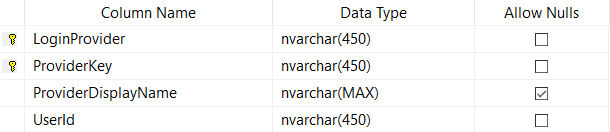 Column Name Data Type Allow Nulls
LoginProvider nvarchar(450)
ProviderKey nvarchar(450)
ProviderDisplayName nvarchar(MAX)
UserId nvarchar(450)